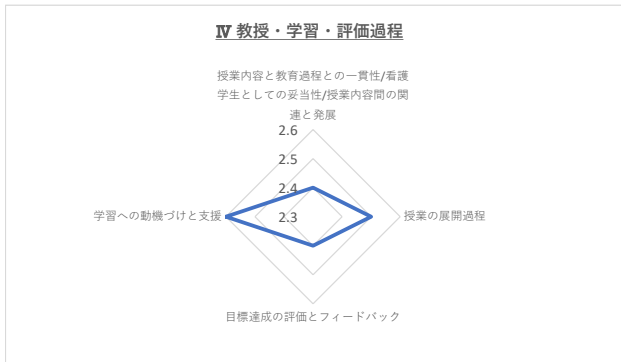 Ⅳ 教授・学習・評価過程
授業内容と教育過程との一貫性/看護
学生としての妥当性/授業内容間の関
連と発展
2.6
2.5
2.4
学習への動機づけと支援
2.3
授業の展開過程
目標達成の評価とフィードバック